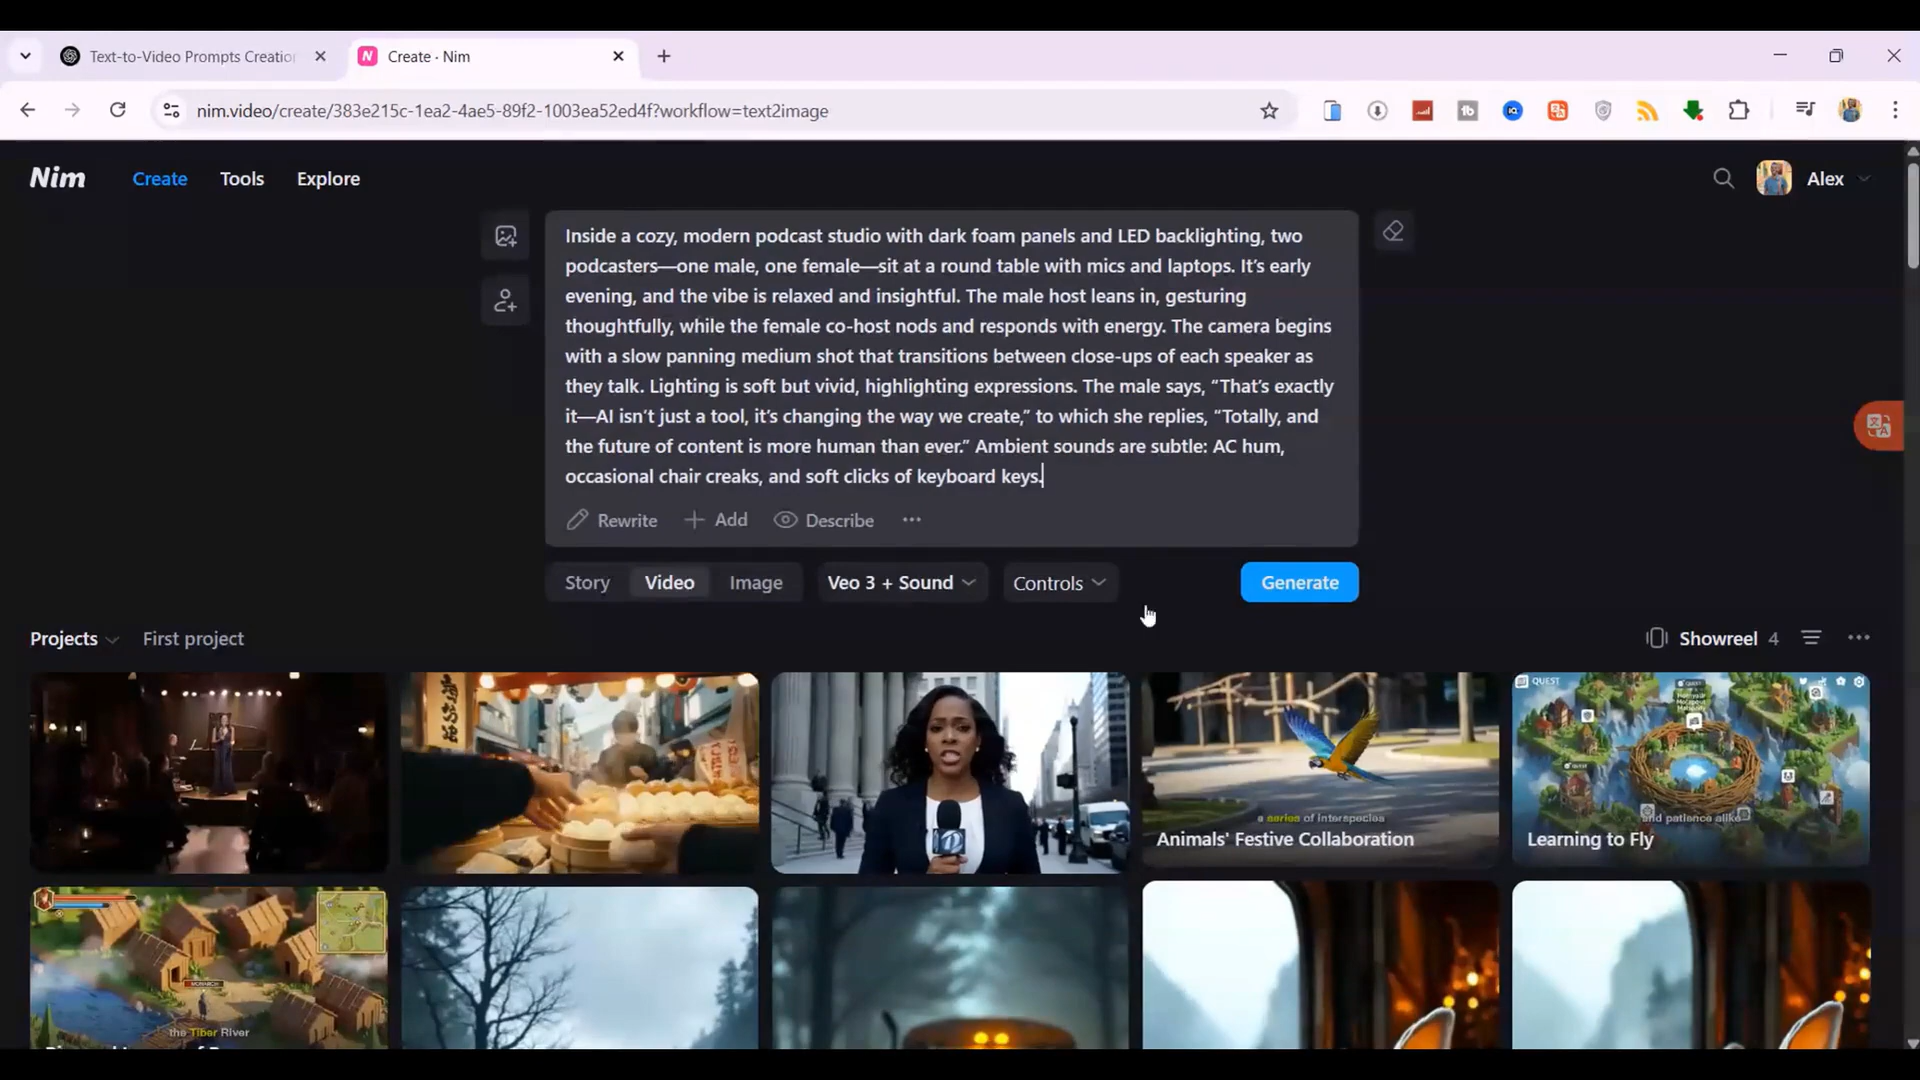 Text-to-Video Prompts Creatio
Create · Nim
nim.video/create/383e215c-1ea2-4ae5-89f2-1003ea52ed4f?workflow=text2image
Nim
Create
Tools
Explore
Alex
Inside a cozy, modern podcast studio with dark foam panels and LED backlighting, two
podcasters—one male, one female—sit at a round table with mics and laptops. It’s early
evening, and the vibe is relaxed and insightful. The male host leans in, gesturing
thoughtfully, while the female co-host nods and responds with energy. The camera begins
with a slow panning medium shot that transitions between close-ups of each speaker as
they talk. Lighting is soft but vivid, highlighting expressions. The male says, “That’s exactly
it—AI isn’t just a tool, it’s changing the way we create,” to which she replies, “Totally, and
the future of content is more human than ever.” Ambient sounds are subtle: AC hum,
occasional chair creaks, and soft clicks of keyboard keys.
Rewrite
Add
Describe
Story
Video
Image
Veo 3 + Sound
Controls
Generate
Projects
First project
Showreel 4
a series of interspecies
Animals' Festive Collaboration
QUEST
and patience alike
Learning to Fly
MONARCH
the Tiber River